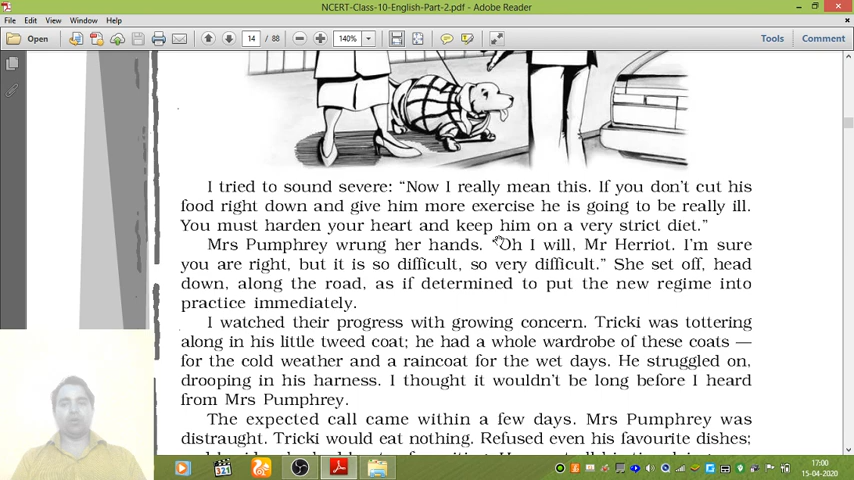 NCERT-Class-10-English-Part-2.pdf - Adobe Reader
File Edit View Window Help
Open 14 / 88 140% Tools Comment
I tried to sound severe: “Now I really mean this. If you don’t cut his
food right down and give him more exercise he is going to be really ill.
You must harden your heart and keep him on a very strict diet.”
Mrs Pumphrey wrung her hands. “Oh I will, Mr Herriot. I’m sure
you are right, but it is so difficult, so very difficult.” She set off, head
down, along the road, as if determined to put the new regime into
practice immediately.
I watched their progress with growing concern. Tricki was tottering
along in his little tweed coat; he had a whole wardrobe of these coats —
for the cold weather and a raincoat for the wet days. He struggled on,
drooping in his harness. I thought it wouldn’t be long before I heard
from Mrs Pumphrey.
The expected call came within a few days. Mrs Pumphrey was
distraught. Tricki would eat nothing. Refused even his favourite dishes;
321
17:00
15-04-2020